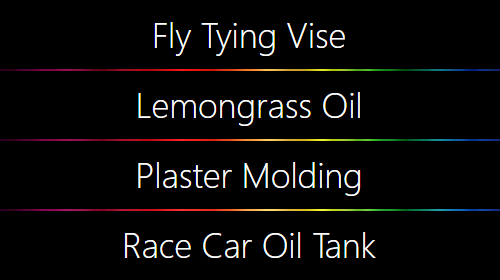 Fly Tying Vise
Lemongrass Oil
Plaster Molding
Race Car Oil Tank